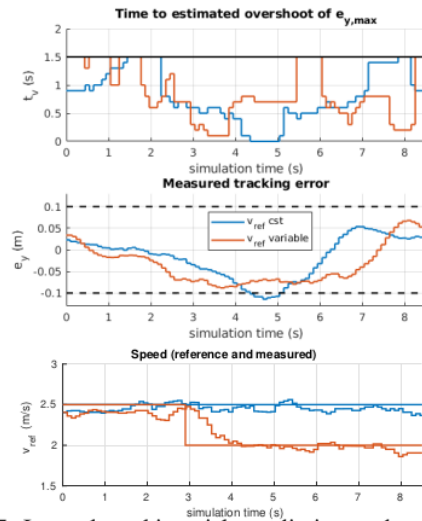 Time to estimated overshoot of e_y,max
2
1.5
1
0.5
0
t_v (s)
0 1 2 3 4 5 6 7 8
simulation time (s)
Measured tracking error
0.1
0.05
0
-0.05
-0.1
e_y (m)
v_ref cst
v_ref variable
0 1 2 3 4 5 6 7 8
simulation time (s)
Speed (reference and measured)
3
2.5
2
1.5
v_ref (m/s)
0 1 2 3 4 5 6 7 8
simulation time (s)